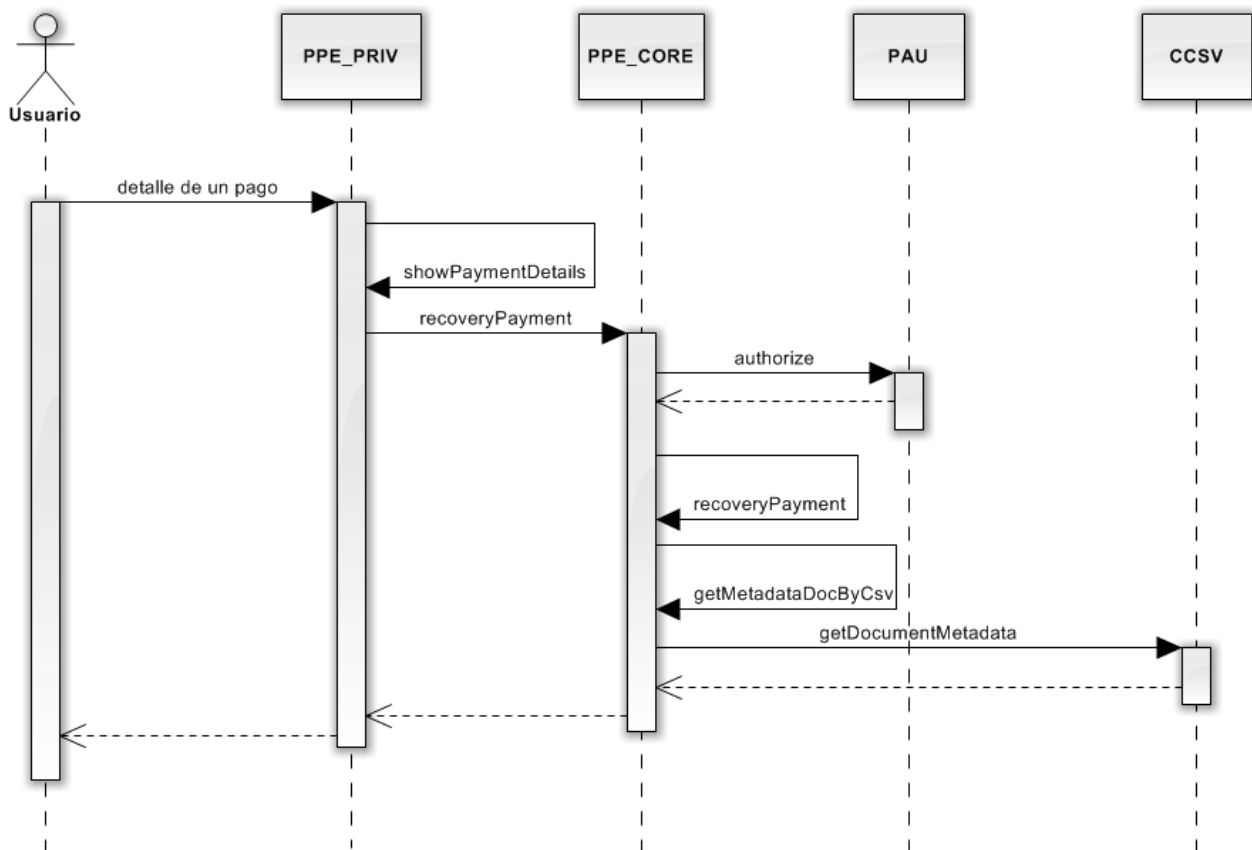 Usuario
PPE_PRIV
PPE_CORE
PAU
CCSV
detalle de un pago
showPaymentDetails
recoveryPayment
authorize
recoveryPayment
getMetadataDocByCsv
getDocumentMetadata